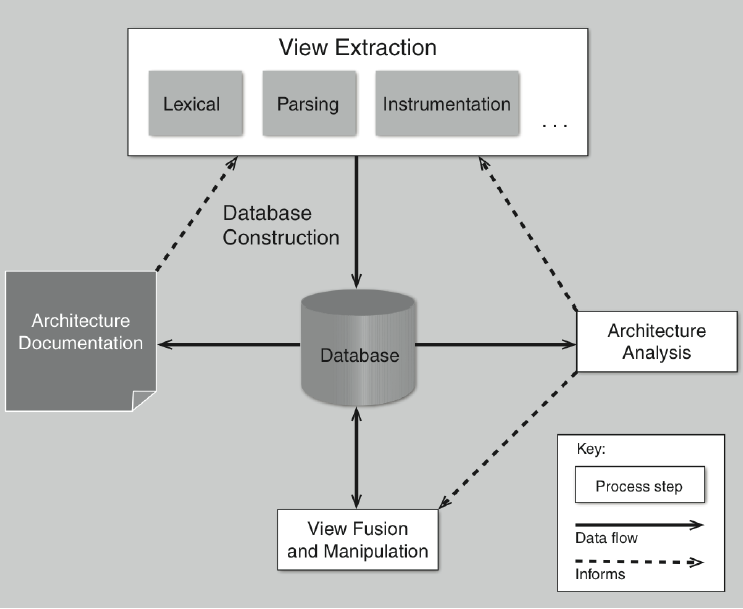 View Extraction
Lexical
Parsing
Instrumentation
. . .
Database
Construction
Architecture
Documentation
Database
Architecture
Analysis
View Fusion
and Manipulation
Key:
Process step
Data flow
Informs